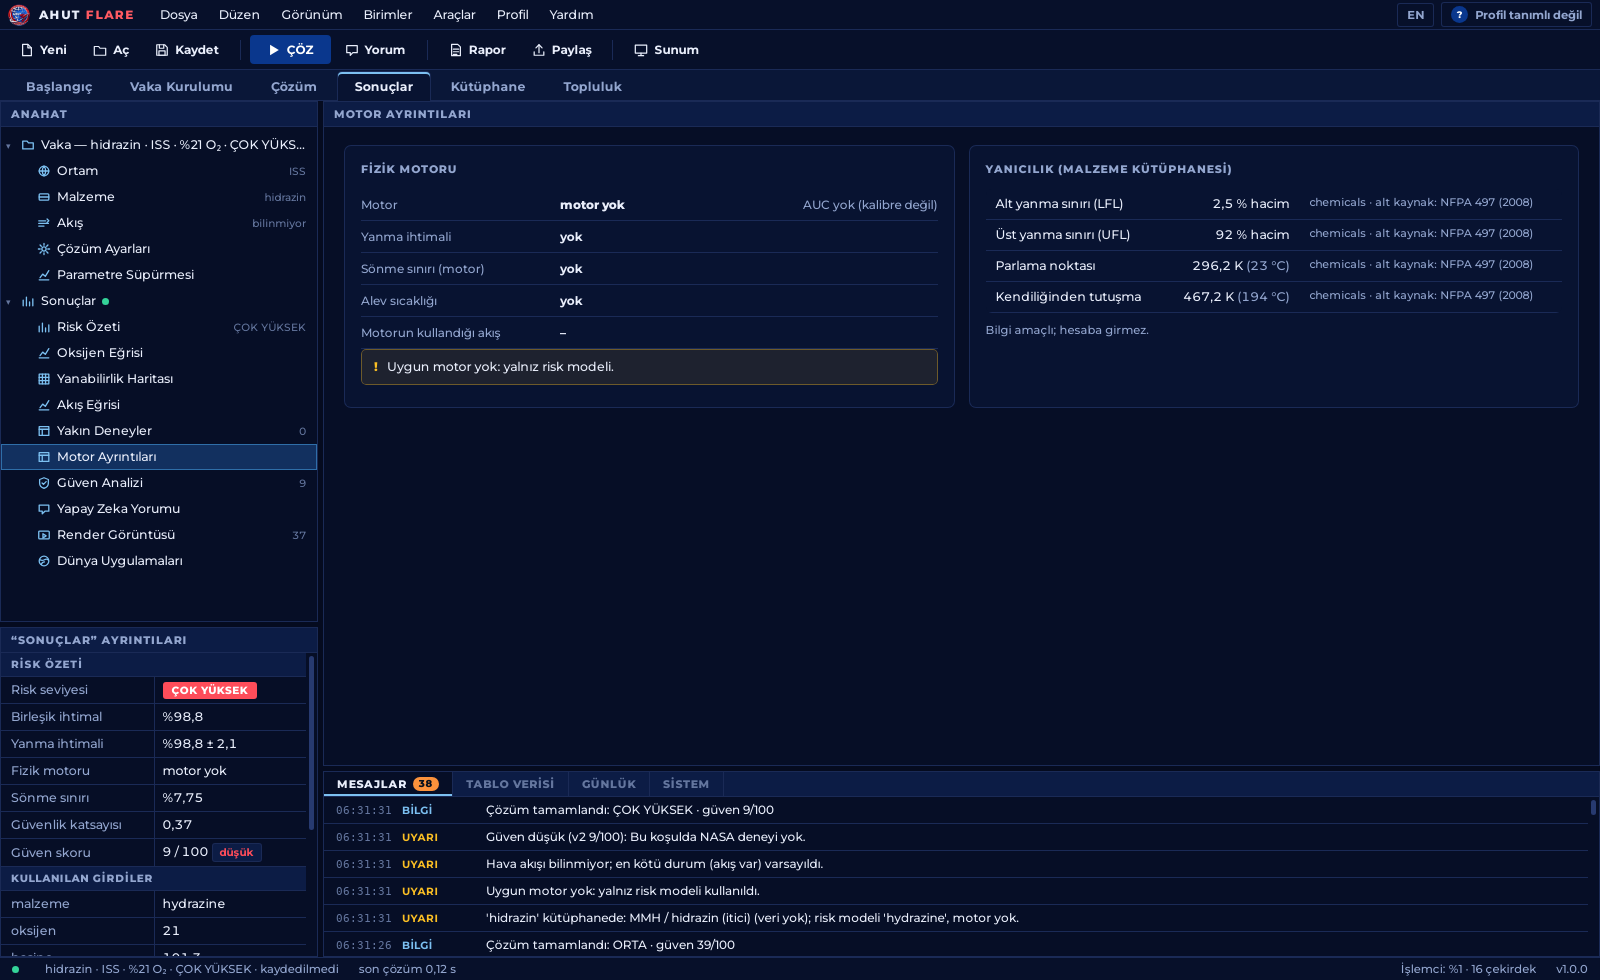 AHUT FLARE Dosya Düzen Görünüm Birimler Araçlar Profil Yardım EN ? Profil tanımlı değil
Yeni Aç Kaydet ÇÖZ Yorum Rapor Paylaş Sunum
Başlangıç Vaka Kurulumu Çözüm Sonuçlar Kütüphane Topluluk
ANAHAT
Vaka — hidrazin · ISS · %21 O₂ · ÇOK YÜKS...
Ortam ISS
Malzeme hidrazin
Akış bilinmiyor
Çözüm Ayarları
Parametre Süpürmesi
Sonuçlar
Risk Özeti ÇOK YÜKSEK
Oksijen Eğrisi
Yanabilirlik Haritası
Akış Eğrisi
Yakın Deneyler 0
Motor Ayrıntıları
Güven Analizi 9
Yapay Zeka Yorumu
Render Görüntüsü 37
Dünya Uygulamaları
“SONUÇLAR” AYRINTILARI
RİSK ÖZETİ
Risk seviyesi ÇOK YÜKSEK
Birleşik ihtimal %98,8
Yanma ihtimali %98,8 ± 2,1
Fizik motoru motor yok
Sönme sınırı %7,75
Güvenlik katsayısı 0,37
Güven skoru 9 / 100 düşük
KULLANILAN GİRDİLER
malzeme hydrazine
oksijen 21
MOTOR AYRINTILARI
FİZİK MOTORU
Motor motor yok AUC yok (kalibre değil)
Yanma ihtimali yok
Sönme sınırı (motor) yok
Alev sıcaklığı yok
Motorun kullandığı akış –
! Uygun motor yok: yalnız risk modeli.
YANICILIK (MALZEME KÜTÜPHANESİ)
Alt yanma sınırı (LFL) 2,5 % hacim chemicals · alt kaynak: NFPA 497 (2008)
Üst yanma sınırı (UFL) 92 % hacim chemicals · alt kaynak: NFPA 497 (2008)
Parlama noktası 296,2 K (23 °C) chemicals · alt kaynak: NFPA 497 (2008)
Kendiliğinden tutuşma 467,2 K (194 °C) chemicals · alt kaynak: NFPA 497 (2008)
Bilgi amaçlı; hesaba girmez.
MESAJLAR 38 TABLO VERİSİ GÜNLÜK SİSTEM
06:31:31 BİLGİ Çözüm tamamlandı: ÇOK YÜKSEK · güven 9/100
06:31:31 UYARI Güven düşük (v2 9/100): Bu koşulda NASA deneyi yok.
06:31:31 UYARI Hava akışı bilinmiyor; en kötü durum (akış var) varsayıldı.
06:31:31 UYARI Uygun motor yok: yalnız risk modeli kullanıldı.
06:31:31 UYARI 'hidrazin' kütüphanede: MMH / hidrazin (itici) (veri yok); risk modeli 'hydrazine', motor yok.
06:31:26 BİLGİ Çözüm tamamlandı: ORTA · güven 39/100
hidrazin · ISS · %21 O₂ · ÇOK YÜKSEK · kaydedilmedi son çözüm 0,12 s İşlemci: %1 · 16 çekirdek v1.0.0